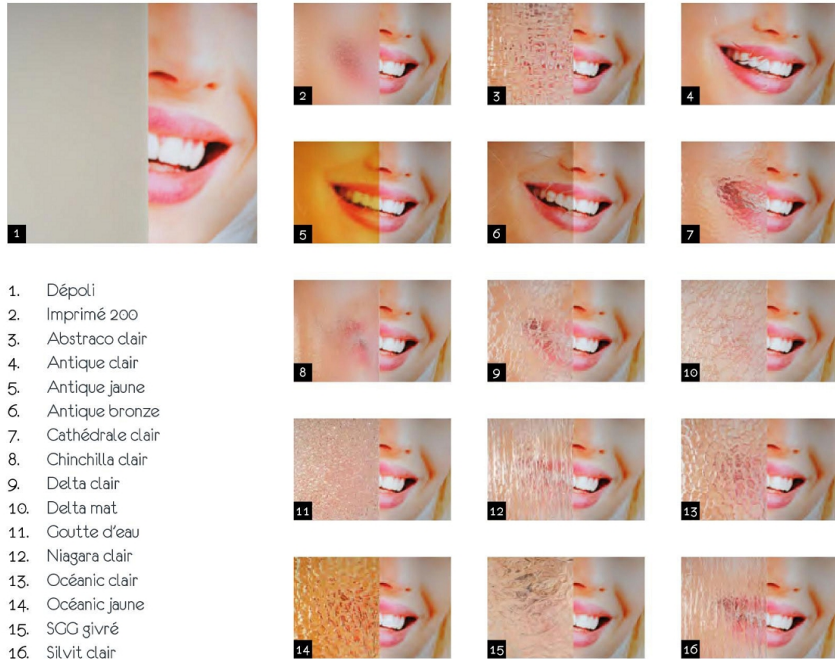 1
2
3
4
5
6
7
8
9
10
11
12
13
14
15
16
1. Dépoli
2. Imprimé 200
3. Abstraco clair
4. Antique clair
5. Antique jaune
6. Antique bronze
7. Cathédrale clair
8. Chinchilla clair
9. Delta clair
10. Delta mat
11. Goutte d'eau
12. Niagara clair
13. Océanic clair
14. Océanic jaune
15. SGG givré
16. Silvit clair